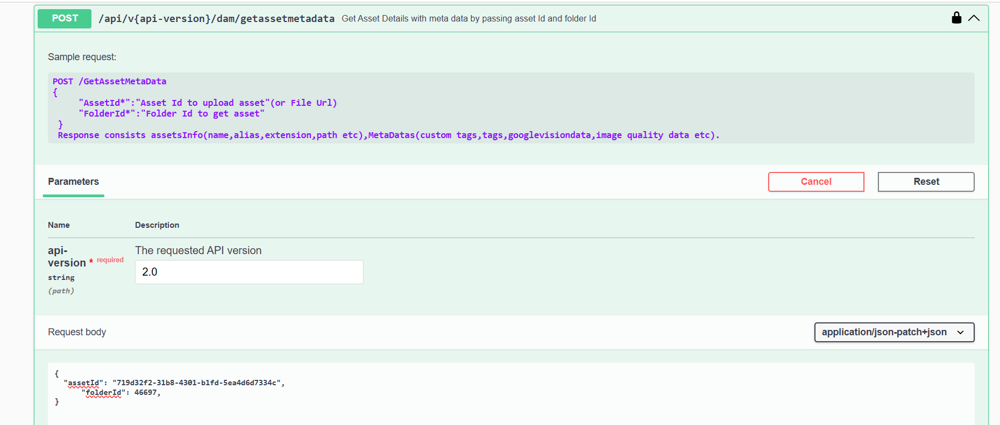 POST /api/v{api-version}/dam/getassetmetadata Get Asset Details with meta data by passing asset Id and folder Id
Sample request:
POST /GetAssetMetaData
{
"AssetId*":"Asset Id to upload asset"(or File Url)
"FolderId*":"Folder Id to get asset"
}
Response consists assetsInfo(name,alias,extension,path etc),MetaDatas(custom tags,tags,googlevisiondata,image quality data etc).
Parameters Cancel Reset
Name Description
api-version * required The requested API version
string 2.0
(path)
Request body application/json-patch+json
{
"assetId": "719d32f2-31b8-4301-b1fd-5ea4d6d7334c",
"folderId": 46697,
}